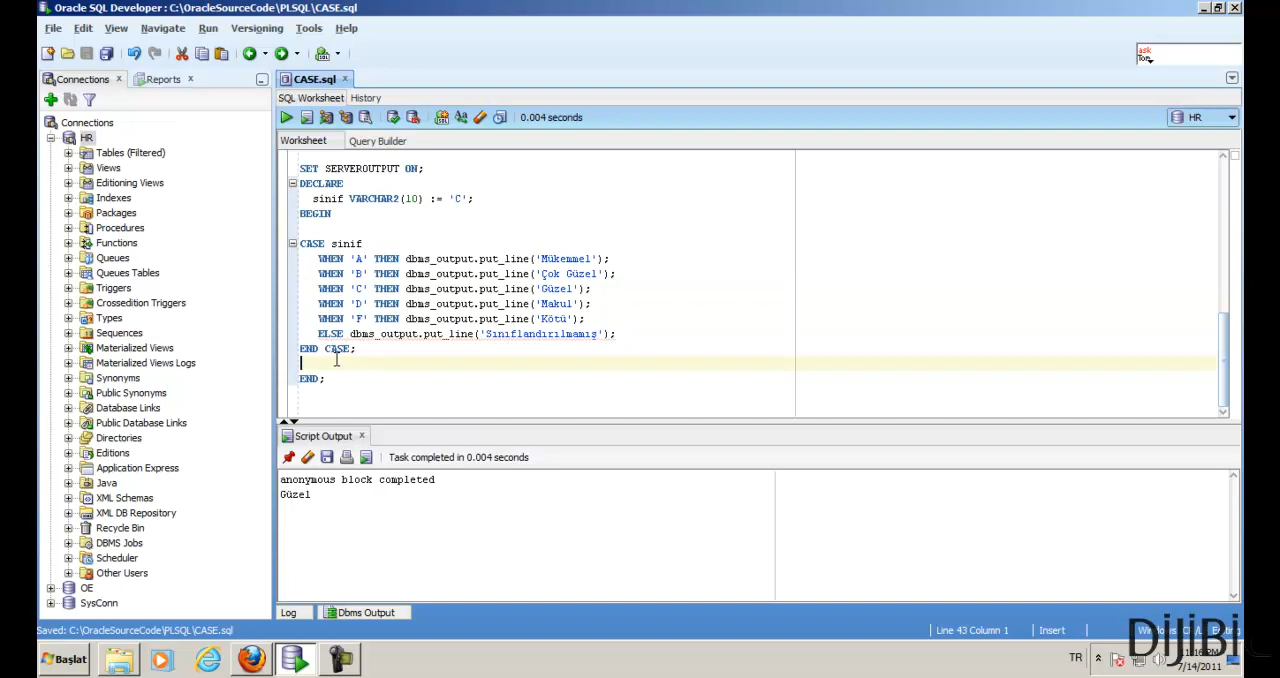 Oracle SQL Developer : C:\OracleSourceCode\PLSQL\CASE.sql
File Edit View Navigate Run Versioning Tools Help
ask
Tom
Connections Reports CASE.sql
SQL Worksheet History
0.004 seconds HR
Connections
HR
Worksheet Query Builder
Tables (Filtered)
Views
Editioning Views
Indexes
Packages
Procedures
Functions
Queues
Queues Tables
Triggers
Crossedition Triggers
Types
Sequences
Materialized Views
Materialized Views Logs
Synonyms
Public Synonyms
Database Links
Public Database Links
Directories
Editions
Application Express
Java
XML Schemas
XML DB Repository
Recycle Bin
DBMS Jobs
Scheduler
Other Users
OE
SysConn
SET SERVEROUTPUT ON;
DECLARE
sinif VARCHAR2(10) := 'C';
BEGIN
CASE sinif
WHEN 'A' THEN dbms_output.put_line('Mükemmel');
WHEN 'B' THEN dbms_output.put_line('Çok Güzel');
WHEN 'C' THEN dbms_output.put_line('Güzel');
WHEN 'D' THEN dbms_output.put_line('Makul');
WHEN 'F' THEN dbms_output.put_line('Kötü');
ELSE dbms_output.put_line('Sınıflandırılmamış');
END CASE;
END;
Script Output
Task completed in 0.004 seconds
anonymous block completed
Güzel
Log Dbms Output
Saved: C:\OracleSourceCode\PLSQL\CASE.sql
Line 43 Column 1 Insert
DiJiBi
Başlat
TR
7/14/2011